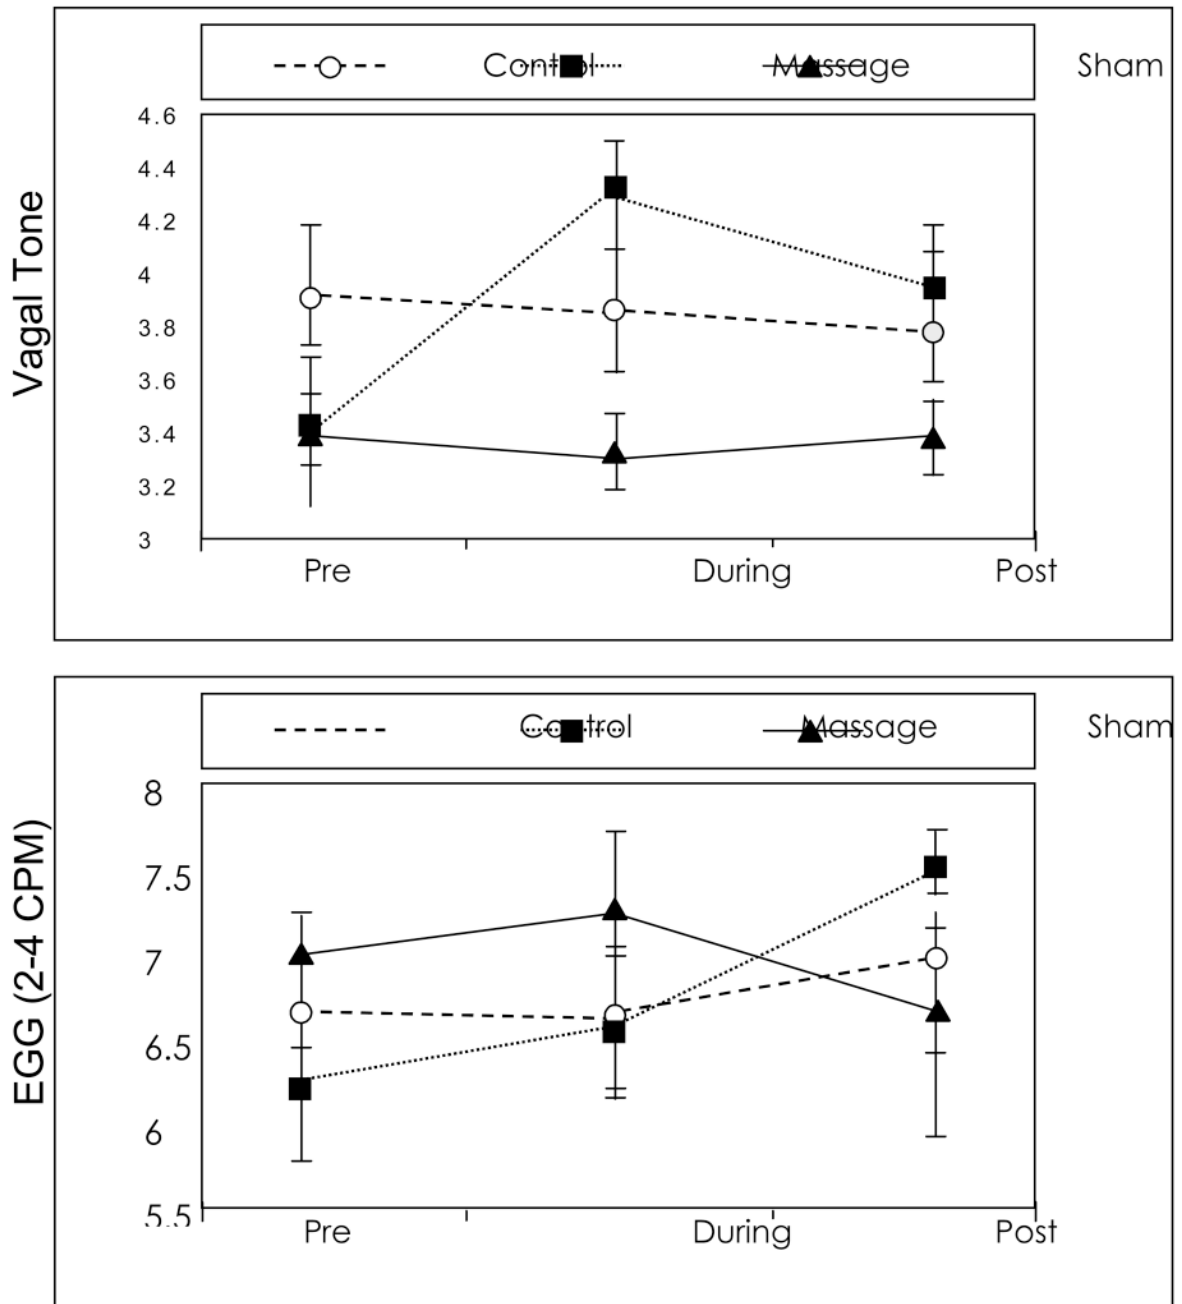 Control Massage Sham
4.6
4.4
4.2
4
3.8
3.6
3.4
3.2
3
Vagal Tone
Pre During Post
Control Massage Sham
8
7.5
7
6.5
6
5.5
EGG (2-4 CPM)
Pre During Post